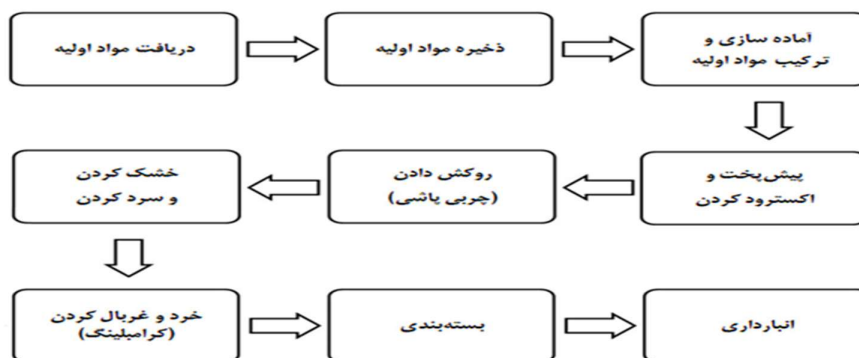 دریافت مواد اولیه
ذخیره مواد اولیه
آماده سازی و
ترکیب مواد اولیه
پیش‌پخت و
اکسترود کردن
روکش دادن
(چربی پاشی)
خشک کردن
و سرد کردن
خرد و غربال کردن
(کرامبلینگ)
بسته‌بندی
انبارداری